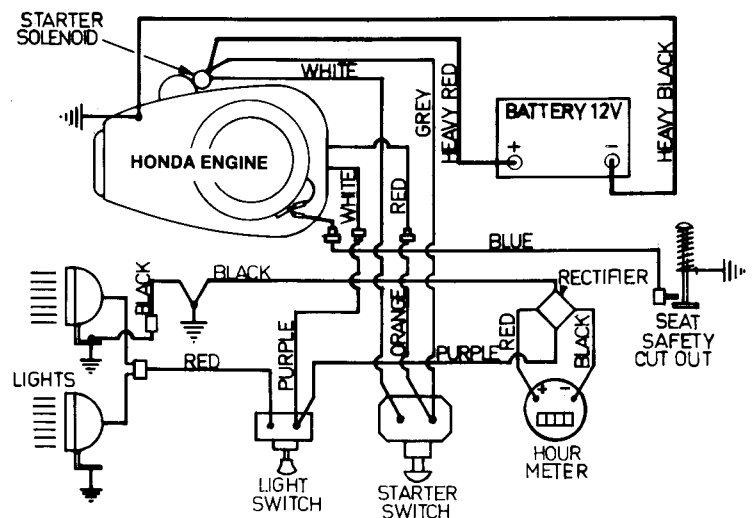 STARTER
SOLENOID
WHITE
GREY
HEAVY RED
BATTERY 12V
+
−
HEAVY BLACK
HONDA ENGINE
WHITE
RED
BLUE
BLACK
BLACK
RECTIFIER
SEAT
SAFETY
CUT OUT
LIGHTS
RED
PURPLE
ORANGE
PURPLE
RED
BLACK
+
−
LIGHT
SWITCH
STARTER
SWITCH
HOUR
METER